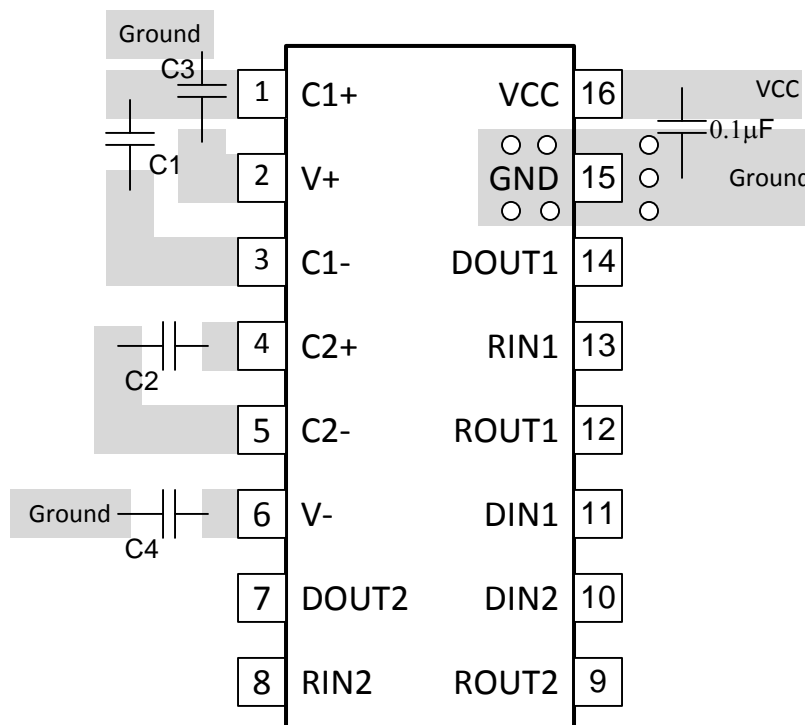 Ground
C3
1 C1+ VCC 16 VCC
0.1µF
C1
2 V+ GND 15 Ground
3 C1- DOUT1 14
4 C2+ RIN1 13
C2
5 C2- ROUT1 12
Ground 6 V- DIN1 11
C4
7 DOUT2 DIN2 10
8 RIN2 ROUT2 9